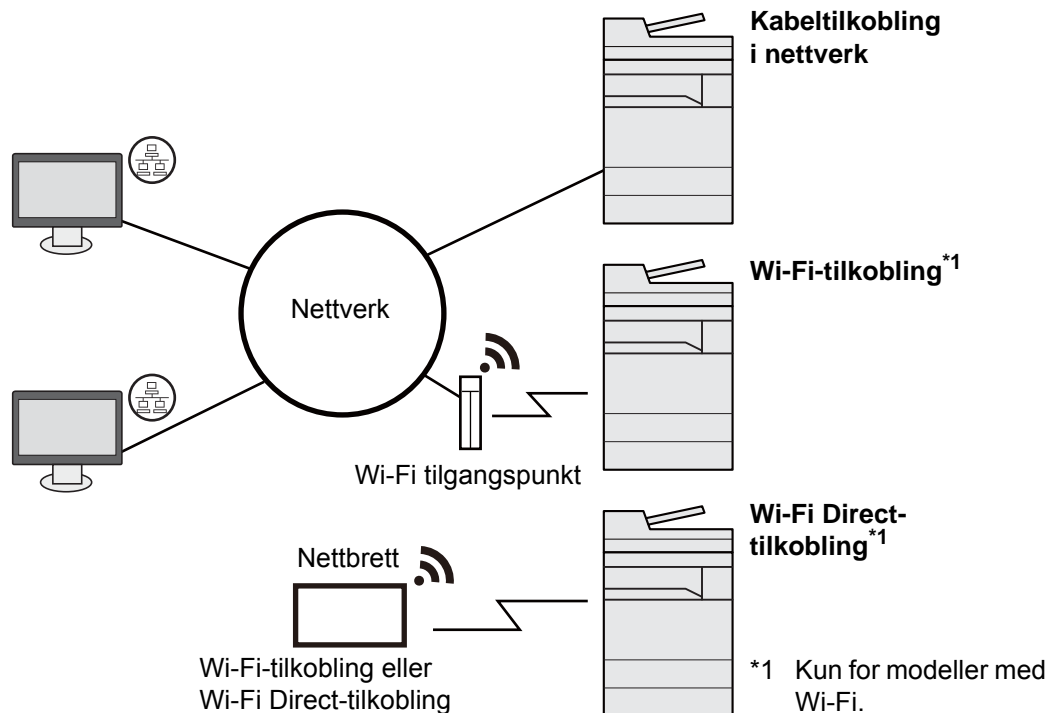 Kabeltilkobling
i nettverk
Nettverk
Wi-Fi-tilkobling*1
Wi-Fi tilgangspunkt
Wi-Fi Direct-
tilkobling*1
Nettbrett
Wi-Fi-tilkobling eller
Wi-Fi Direct-tilkobling
*1 Kun for modeller med
Wi-Fi.